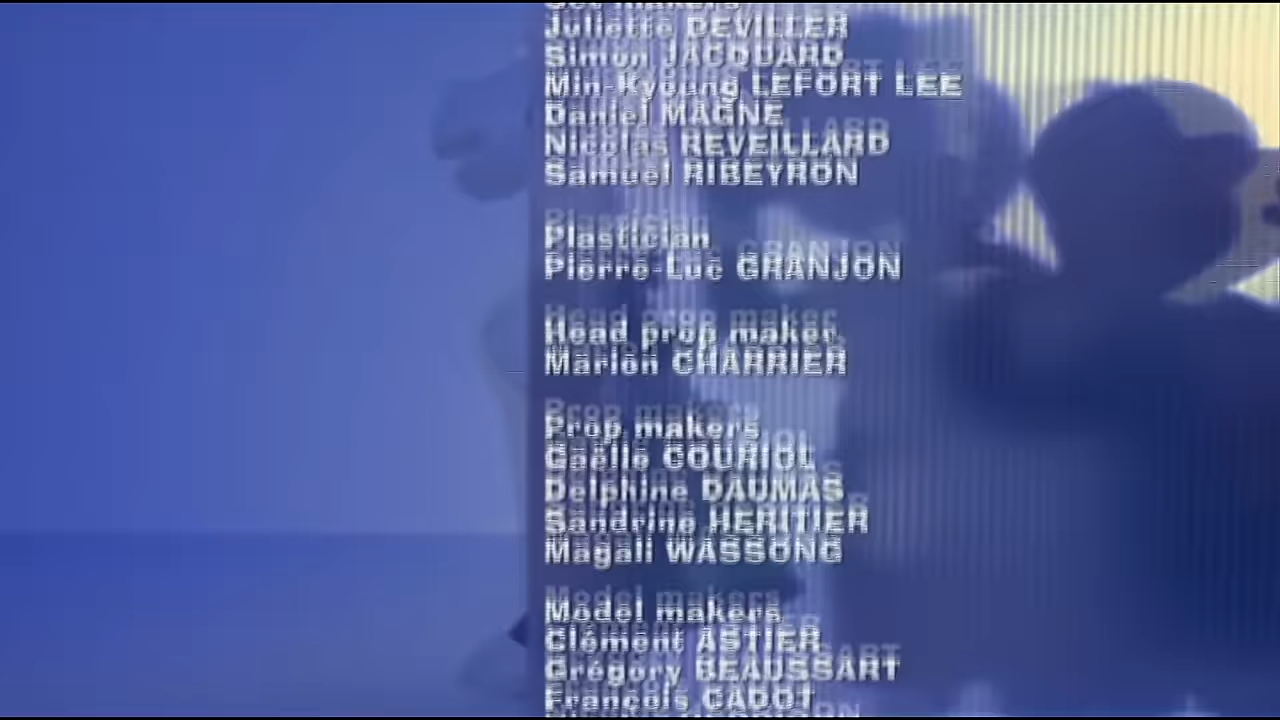 Set makers
Juliette DEVILLER
Simon JACQUARD
Min-Kyoung LEFORT LEE
Daniel MAGNE
Nicolas REVEILLARD
Samuel RIBEYRON
Plastician
Pierre-Luc GRANJON
Head prop maker
Marion CHARRIER
Prop makers
Gaëlle COURIOL
Delphine DAUMAS
Sandrine HERITIER
Magali WASSONG
Model makers
Clément ASTIER
Grégory BEAUSSART
François CADOT